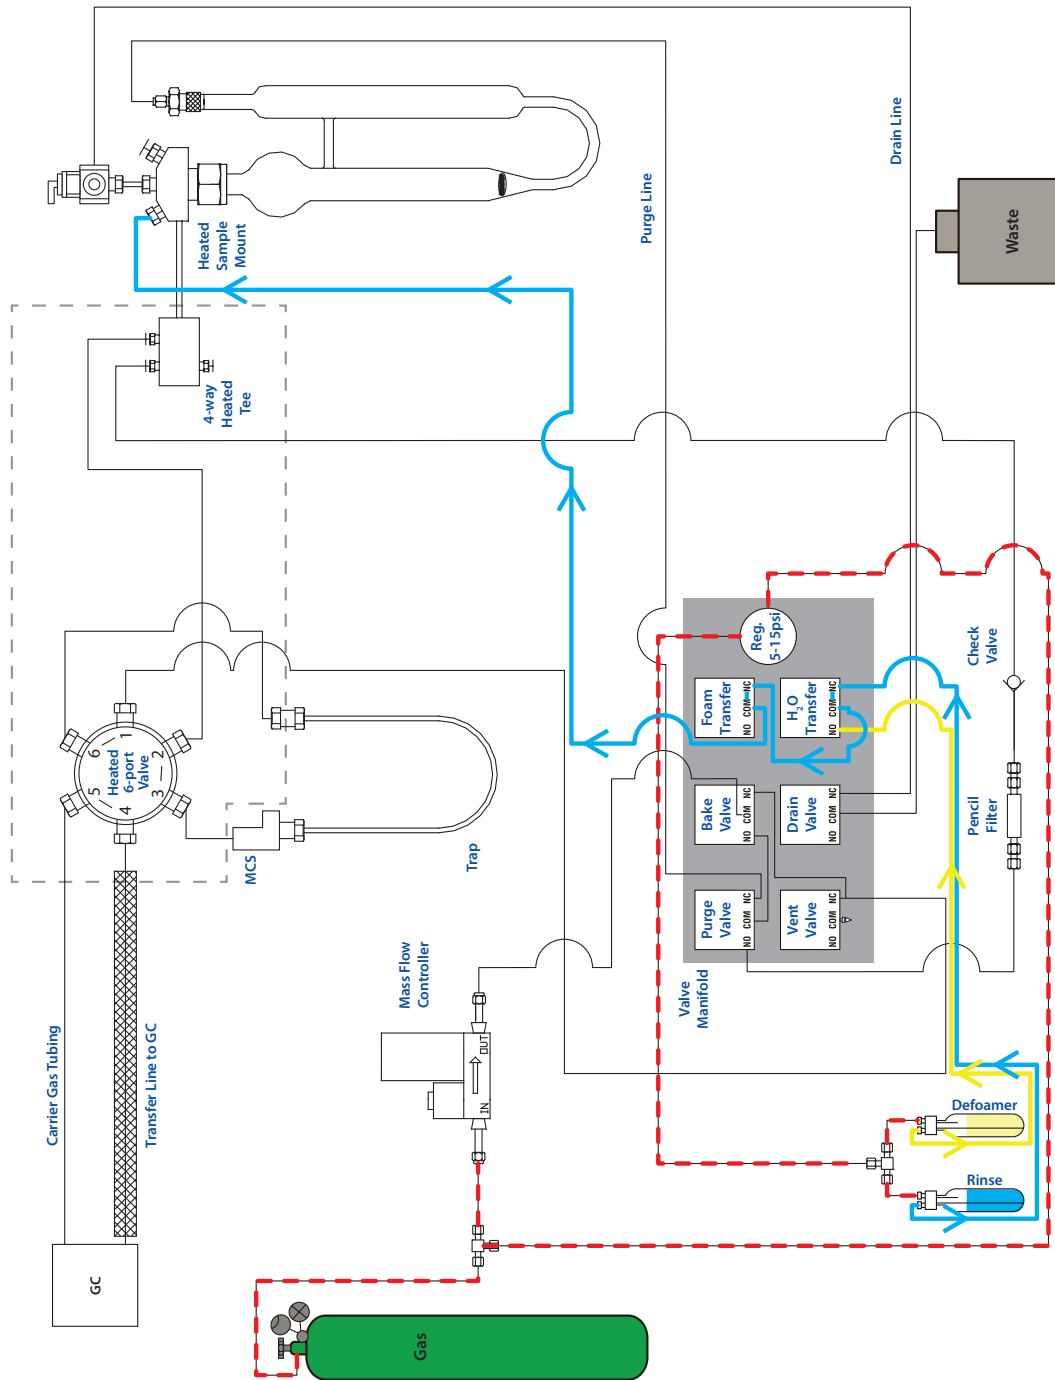 Drain Line
Purge Line
Waste
Heated
Sample
Mount
4-way
Heated
Tee
Heated
6-port
Valve
1
2
3
4
5
6
MCS
Trap
Reg.
5-15psi
Check
Valve
Foam
Transfer
NO COM NC
H₂O
Transfer
NO COM NC
Bake
Valve
NO COM NC
Drain
Valve
NO COM NC
Purge
Valve
NO COM NC
Vent
Valve
NO COM NC
Pencil
Filter
Valve
Manifold
Mass Flow
Controller
IN
OUT
Carrier Gas Tubing
Transfer Line to GC
Defoamer
Rinse
GC
Gas